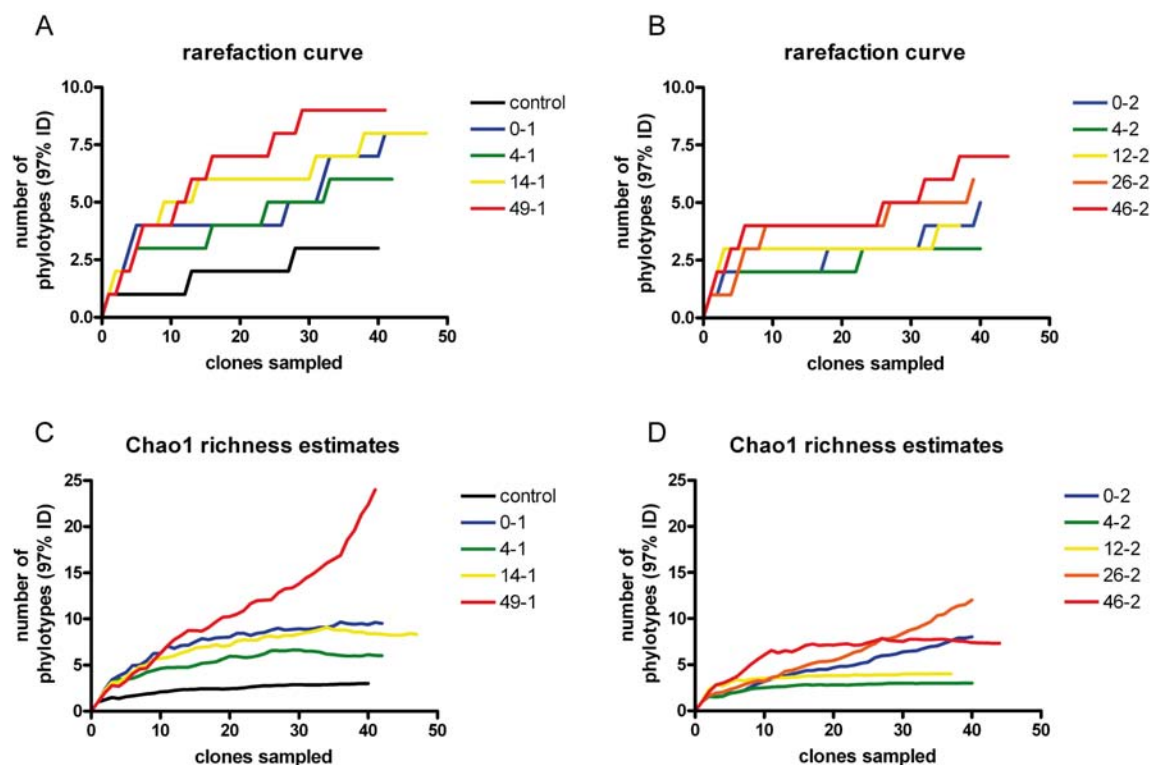 A
rarefaction curve
number of
phylotypes (97% ID)
10.0
7.5
5.0
2.5
0.0
0 10 20 30 40 50
clones sampled
control
0-1
4-1
14-1
49-1
B
rarefaction curve
number of
phylotypes (97% ID)
10.0
7.5
5.0
2.5
0.0
0 10 20 30 40 50
clones sampled
0-2
4-2
12-2
26-2
46-2
C
Chao1 richness estimates
number of
phylotypes (97% ID)
25
20
15
10
5
0
0 10 20 30 40 50
clones sampled
control
0-1
4-1
14-1
49-1
D
Chao1 richness estimates
number of
phylotypes (97% ID)
25
20
15
10
5
0
0 10 20 30 40 50
clones sampled
0-2
4-2
12-2
26-2
46-2